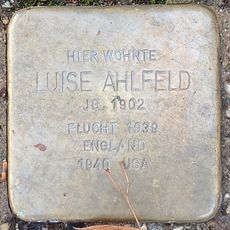 HIER WOHNTE
LUISE AHLFELD
JG. 1902
FLUCHT 1939
ENGLAND
1940 USA